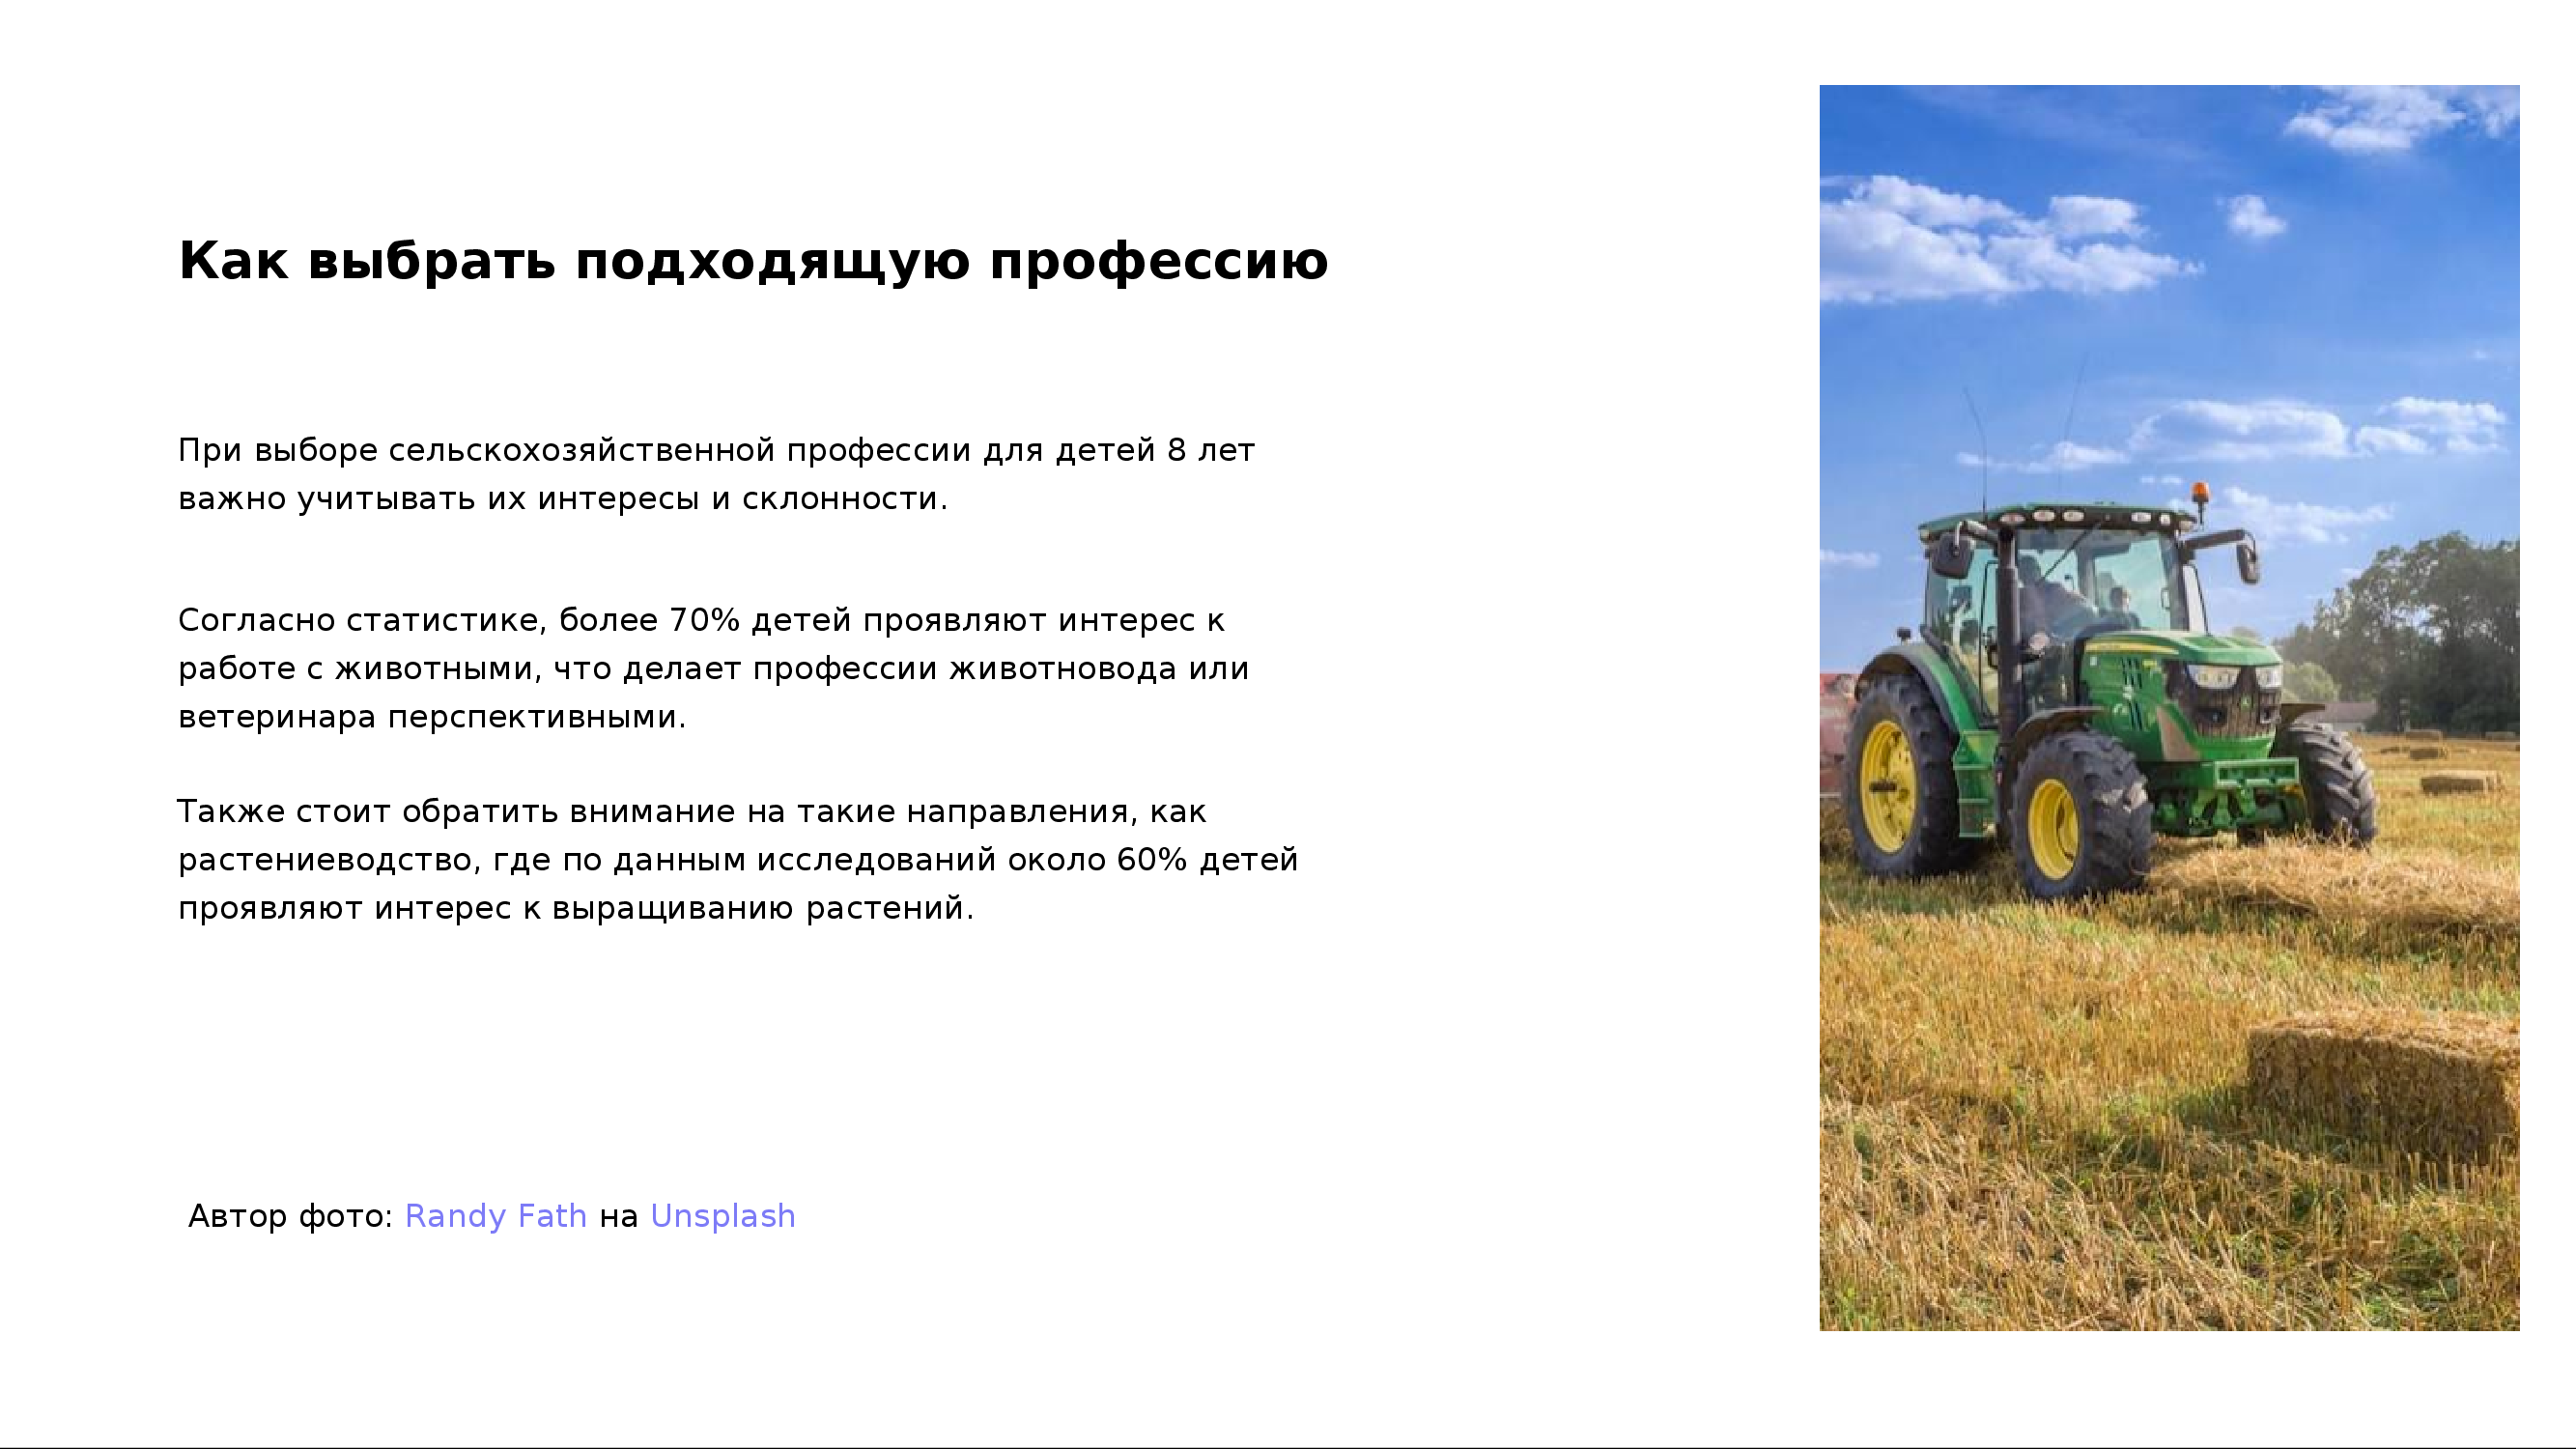 Как выбрать подходящую профессию
При выборе сельскохозяйственной профессии для детей 8 лет
важно учитывать их интересы и склонности.
Согласно статистике, более 70% детей проявляют интерес к
работе с животными, что делает профессии животновода или
ветеринара перспективными.
Также стоит обратить внимание на такие направления, как
растениеводство, где по данным исследований около 60% детей
проявляют интерес к выращиванию растений.
Автор фото: Randy Fath на Unsplash